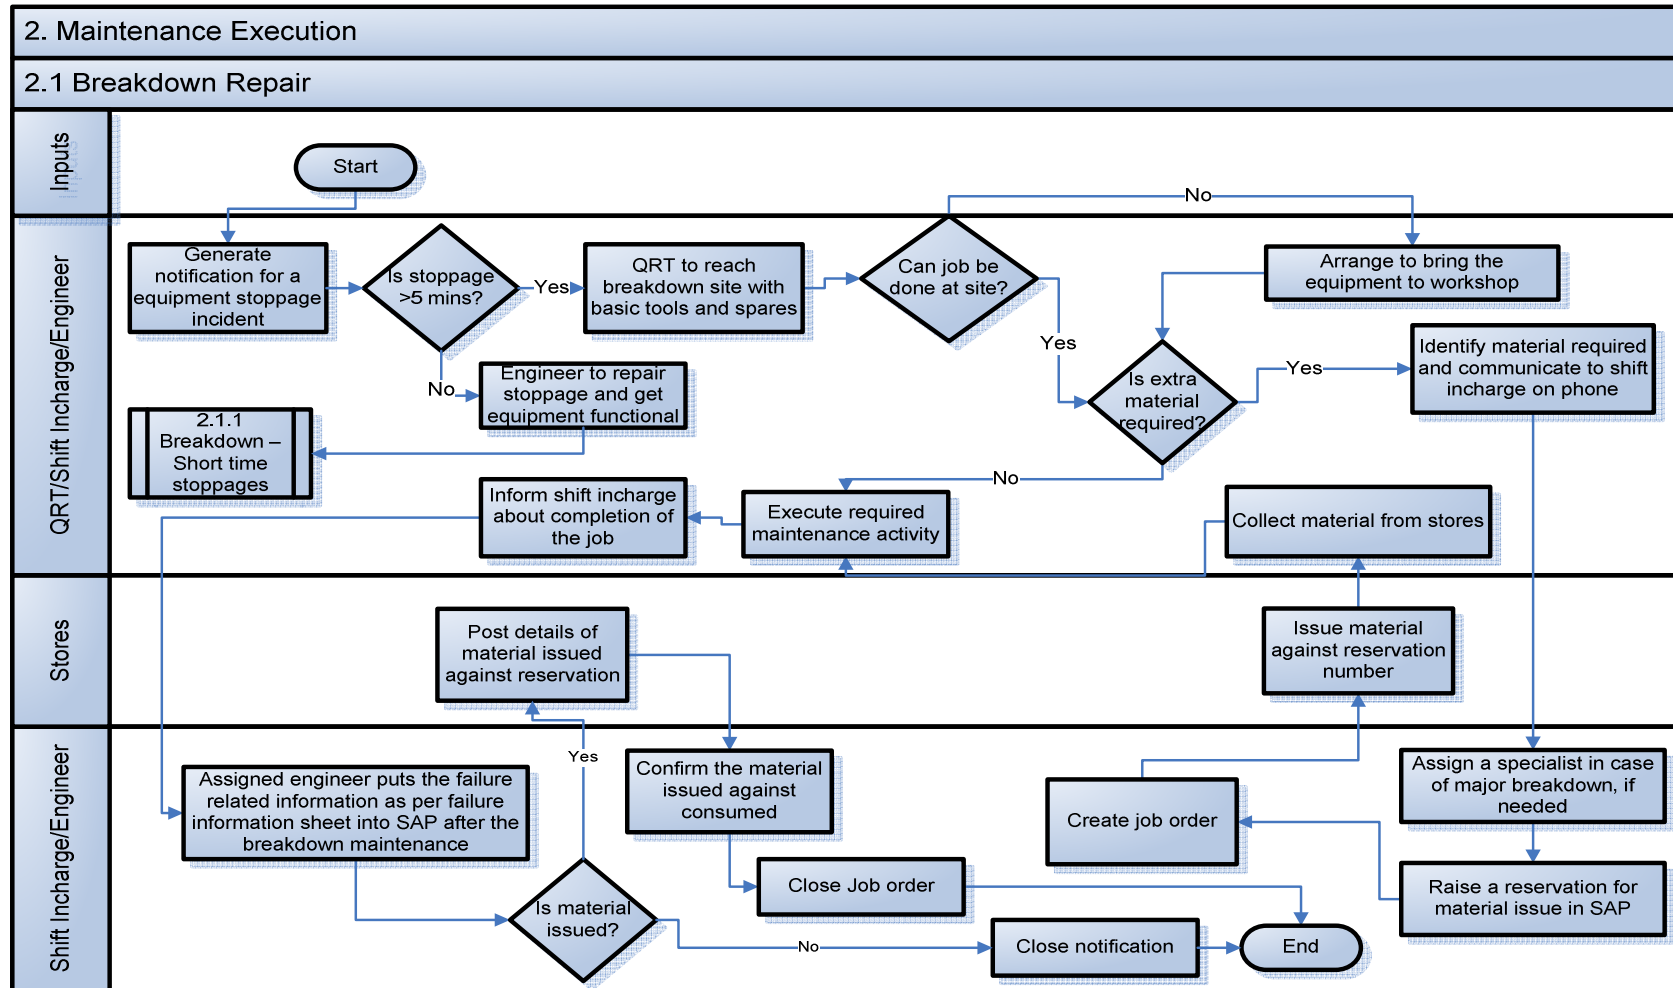 2. Maintenance Execution
2.1 Breakdown Repair
Inputs
Start
No
QRT/Shift Incharge/Engineer
Generate
notification for a
equipment stoppage
incident
Is stoppage
>5 mins?
Yes
QRT to reach
breakdown site with
basic tools and spares
Can job be
done at site?
Arrange to bring the
equipment to workshop
Yes
No
Engineer to repair
stoppage and get
equipment functional
Is extra
material
required?
Yes
Identify material required
and communicate to shift
incharge on phone
2.1.1
Breakdown –
Short time
stoppages
No
Inform shift incharge
about completion of
the job
Execute required
maintenance activity
Collect material from stores
Stores
Post details of
material issued
against reservation
Issue material
against reservation
number
Shift Incharge/Engineer
Yes
Assigned engineer puts the failure
related information as per failure
information sheet into SAP after the
breakdown maintenance
Confirm the material
issued against
consumed
Create job order
Assign a specialist in case
of major breakdown, if
needed
Close Job order
Raise a reservation for
material issue in SAP
Is material
issued?
No
Close notification
End